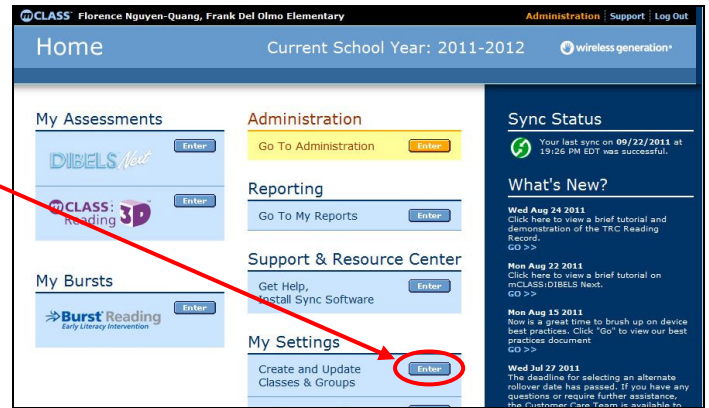 mCLASS® Florence Nguyen-Quang, Frank Del Olmo Elementary
Administration Support Log Out
Home
Current School Year: 2011-2012
wireless generation
My Assessments
DIBELS Next
Enter
mCLASS:
Reading 3D
Enter
My Bursts
Burst Reading
Early Literacy Intervention
Enter
Administration
Go To Administration
Enter
Reporting
Go To My Reports
Enter
Support & Resource Center
Get Help,
Install Sync Software
Enter
My Settings
Create and Update
Classes & Groups
Enter
Sync Status
Your last sync on 09/22/2011 at
19:26 PM EDT was successful.
What's New?
Wed Aug 24 2011
Click here to view a brief tutorial and
demonstration of the TRC Reading
Record.
GO >>
Mon Aug 22 2011
Click here to view a brief tutorial on
mCLASS:DIBELS Next.
GO >>
Mon Aug 15 2011
Now is a great time to brush up on device
best practices. Click "Go" to view our best
practices document
GO >>
Wed Jul 27 2011
The deadline for selecting an alternate
rollover date has passed. If you have any
questions or require further assistance,
the Customer Care Team is available to